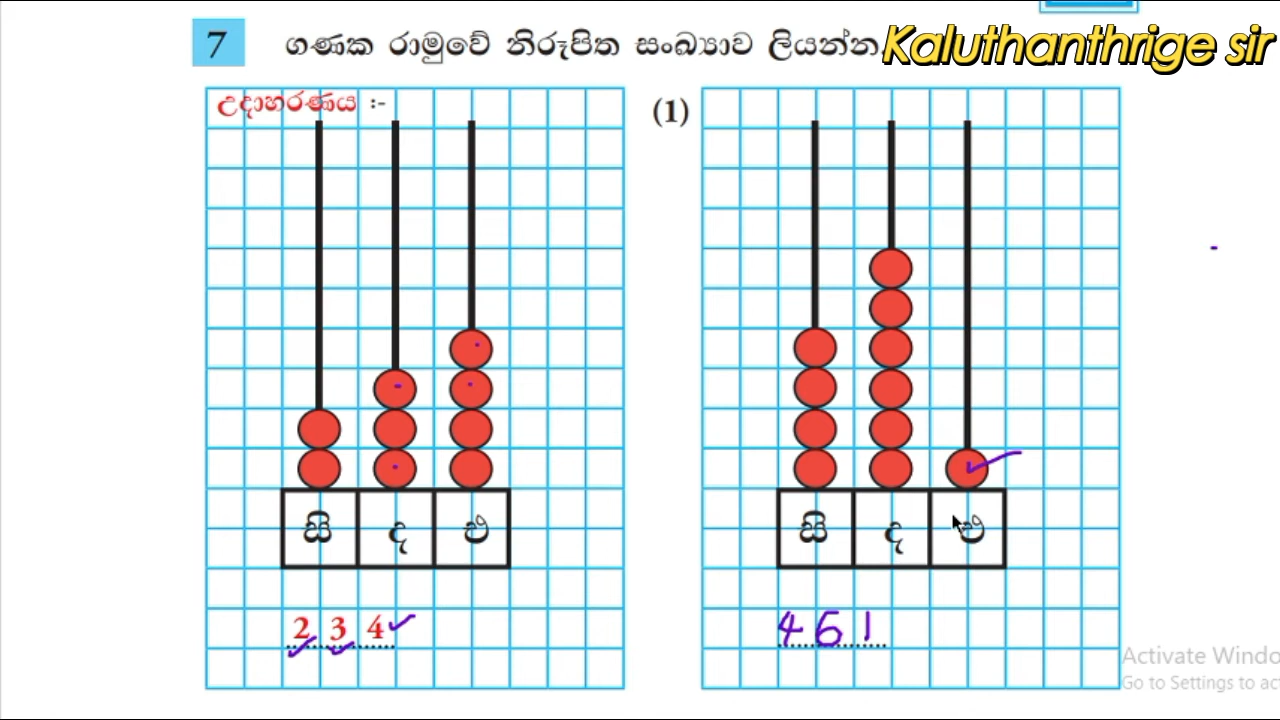 7 ගණක රාමුවේ නිරූපිත සංඛ්‍යාව ලියන්න.
Kaluthanthrige sir
උදාහරණය :-
(1)
සි ද එ
සි ද එ
2 3 4
4 6 1
Activate Windo
Go to Settings to act